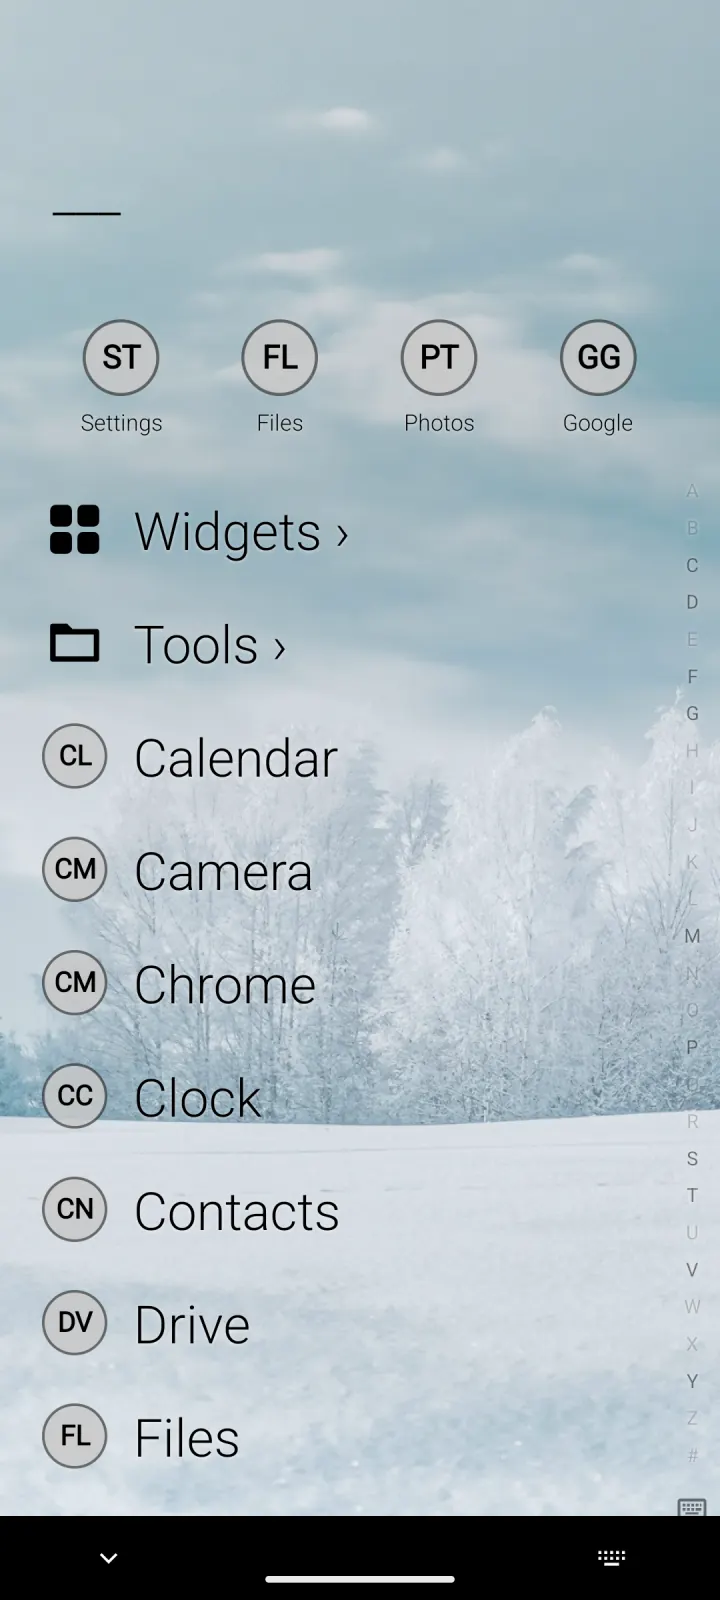 ST FL PT GG
Settings Files Photos Google
Widgets ›
Tools ›
CL Calendar
CM Camera
CM Chrome
CC Clock
CN Contacts
DV Drive
FL Files
A
B
C
D
E
F
G
H
I
J
K
L
M
N
O
P
Q
R
S
T
U
V
W
X
Y
Z
#